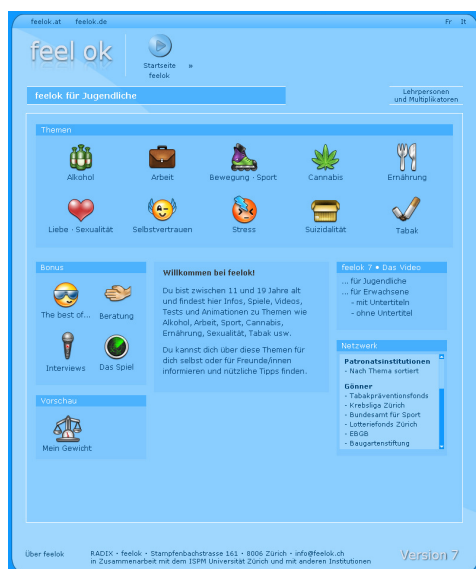 feelok.at feelok.de Fr It
feel ok
Startseite »
feelok
feelok für Jugendliche
Lehrpersonen
und Multiplikatoren
Themen
Alkohol Arbeit Bewegung · Sport Cannabis Ernährung
Liebe · Sexualität Selbstvertrauen Stress Suizidalität Tabak
Bonus
The best of... Beratung
Interviews Das Spiel
Vorschau
Mein Gewicht
Willkommen bei feelok!
Du bist zwischen 11 und 19 Jahre alt
und findest hier Infos, Spiele, Videos,
Tests und Animationen zu Themen wie
Alkohol, Arbeit, Sport, Cannabis,
Ernährung, Sexualität, Tabak usw.
Du kannst dich über diese Themen für
dich selbst oder für Freunde/innen
informieren und nützliche Tipps finden.
feelok 7 • Das Video
... für Jugendliche
... für Erwachsene
- mit Untertiteln
- ohne Untertitel
Netzwerk
Patronatsinstitutionen
- Nach Thema sortiert
Gönner
- Tabakpräventionsfonds
- Krebsliga Zürich
- Bundesamt für Sport
- Lotteriefonds Zürich
- EBGB
- Baugartenstiftung
Über feelok
RADIX - feelok • Stampfenbachstrasse 161 • 8006 Zürich • info@feelok.ch
in Zusammenarbeit mit dem ISPM Universität Zürich und mit anderen Institutionen
Version 7